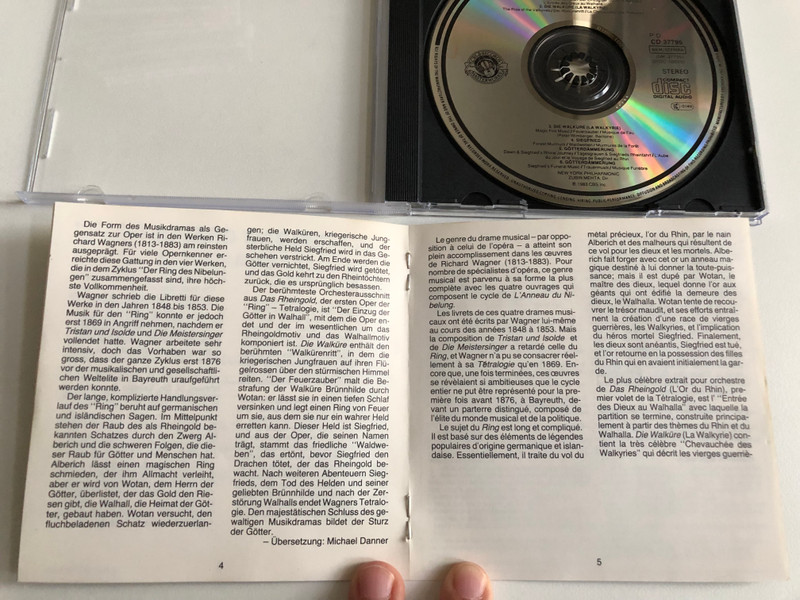 3. DIE WALKÜRE (LA WALKYRIE)
CD 37795
STEREO
COMPACT
disc
DIGITAL AUDIO
3. DIE WALKÜRE (LA WALKYRIE)
4. SIEGFRIED
5. GÖTTERDÄMMERUNG
6. GÖTTERDÄMMERUNG
NEW YORK PHILHARMONIC
ZUBIN MEHTA, Dir.
Die Form des Musikdramas als Ge-
gensatz zur Oper ist in den Werken Ri-
chard Wagners (1813-1883) am reinsten
ausgeprägt. Für viele Opernkenner er-
reichte diese Gattung in den vier Werken,
die in dem Zyklus "Der Ring des Nibelun-
gen" zusammengefasst sind, ihre höch-
ste Vollkommenheit.
Wagner schrieb die Libretti für diese
Werke in den Jahren 1848 bis 1853. Die
Musik für den "Ring" konnte er jedoch
erst 1869 in Angriff nehmen, nachdem er
Tristan und Isolde und Die Meistersinger
vollendet hatte. Wagner arbeitete sehr
intensiv, doch das Vorhaben war so
gross, dass der ganze Zyklus erst 1876
vor der musikalischen und gesellschaftli-
chen Weltelite in Bayreuth uraufgeführt
werden konnte.
Der lange, komplizierte Handlungsver-
lauf des "Ring" beruht auf germanischen
und isländischen Sagen. Im Mittelpunkt
stehen der Raub des als Rheingold be-
kannten Schatzes durch den Zwerg Al-
berich und die schweren Folgen, die die-
ser Raub für Götter und Menschen hat.
Alberich lässt einen magischen Ring
schmieden, der ihm Allmacht verleiht,
aber er wird von Wotan, dem Herrn der
Götter, überlistet, der das Gold den Rie-
sen gibt, die Walhall, die Heimat der Göt-
ter, gebaut haben. Wotan versucht, den
fluchbeladenen Schatz wiederzuerlan-
gen; die Walküren, kriegerische Jung-
frauen, werden erschaffen, und der
sterbliche Held Siegfried wird in das Ge-
schehen verstrickt. Am Ende werden die
Götter vernichtet, Siegfried wird getötet,
und das Gold kehrt zu den Rheintöchtern
zurück, die es ursprünglich besassen.
Der berühmteste Orchesterausschnitt
aus Das Rheingold, der ersten Oper der
"Ring" – Tetralogie, ist "Der Einzug der
Götter in Walhall", mit dem die Oper en-
det und der im wesentlichen um das
Rheingoldmotiv und das Walhallmotiv
komponiert ist. Die Walküre enthält den
berühmten "Walkürenritt", in dem die
kriegerischen Jungfrauen auf ihren Flü-
gelrossen über den stürmischen Himmel
reiten. "Der Feuerzauber" malt die Be-
strafung der Walküre Brünnhilde durch
Wotan: er lässt sie in einen tiefen Schlaf
versinken und legt einen Ring von Feuer
um sie, aus dem sie nur ein wahrer Held
erretten kann. Dieser Held ist Siegfried,
und aus der Oper, die seinen Namen
trägt, stammt das friedliche "Waldwe-
ben", das ertönt, bevor Siegfried den
Drachen tötet, der das Rheingold be-
wacht. Nach weiteren Abenteuern Sieg-
frieds, dem Tod des Helden und seiner
geliebten Brünnhilde und nach der Zer-
störung Walhalls endet Wagners Tetralo-
gie. Den majestätischen Schluss des ge-
waltigen Musikdramas bildet der Sturz
der Götter.
– Übersetzung: Michael Danner
4
Le genre du drame musical – par oppo-
sition à celui de l'opéra – a atteint son
plein accomplissement dans les œuvres
de Richard Wagner (1813-1883). Pour
nombre de spécialistes d'opéra, ce genre
musical est parvenu à sa forme la plus
complète avec les quatre ouvrages qui
composent le cycle de L'Anneau du Ni-
belung.
Les livrets de ces quatre drames musi-
caux ont été écrits par Wagner lui-même
au cours des années 1848 à 1853. Mais
la composition de Tristan und Isolde et
de Die Meistersinger a retardé celle du
Ring, et Wagner n'a pu se consacrer réel-
lement à sa Tétralogie qu'en 1869. En-
core que, une fois terminées, ces œuvres
se révélaient si ambitieuses que le cycle
entier ne put être représenté pour la pre-
mière fois avant 1876, à Bayreuth, de-
vant un parterre distingué, composé de
l'élite du monde musical et de la politique.
Le sujet du Ring est long et compliqué.
Il est basé sur des éléments de légendes
populaires d'origine germanique et islan-
daise. Essentiellement, il traite du vol du
métal précieux, l'or du Rhin, par le nain
Alberich et des malheurs qui résultent de
ce vol pour les dieux et les mortels. Albe-
rich fait forger avec cet or un anneau ma-
gique destiné à lui donner la toute-puis-
sance; mais il est dupé par Wotan, le
maître des dieux, lequel donne l'or aux
géants qui ont édifié la demeure des
dieux, le Walhalla. Wotan tente de recou-
vrer le trésor maudit, et ses efforts entraî-
nent la création d'une race de vierges
guerrières, les Walkyries, et l'implication
du héros mortel Siegfried. Finalement,
les dieux sont anéantis, Siegfried est tué,
et l'or retourne en la possession des filles
du Rhin qui en avaient initialement la gar-
de.
Le plus célèbre extrait pour orchestre
de Das Rheingold (L'Or du Rhin), pre-
mier volet de la Tétralogie, est l' "Entrée
des Dieux au Walhalla" avec laquelle la
partition se termine, construite principa-
lement à partir des thèmes du Rhin et du
Walhalla. Die Walküre (La Walkyrie) con-
tient la très célèbre "Chevauchée des
Walkyries" qui décrit les vierges guerriè-
5